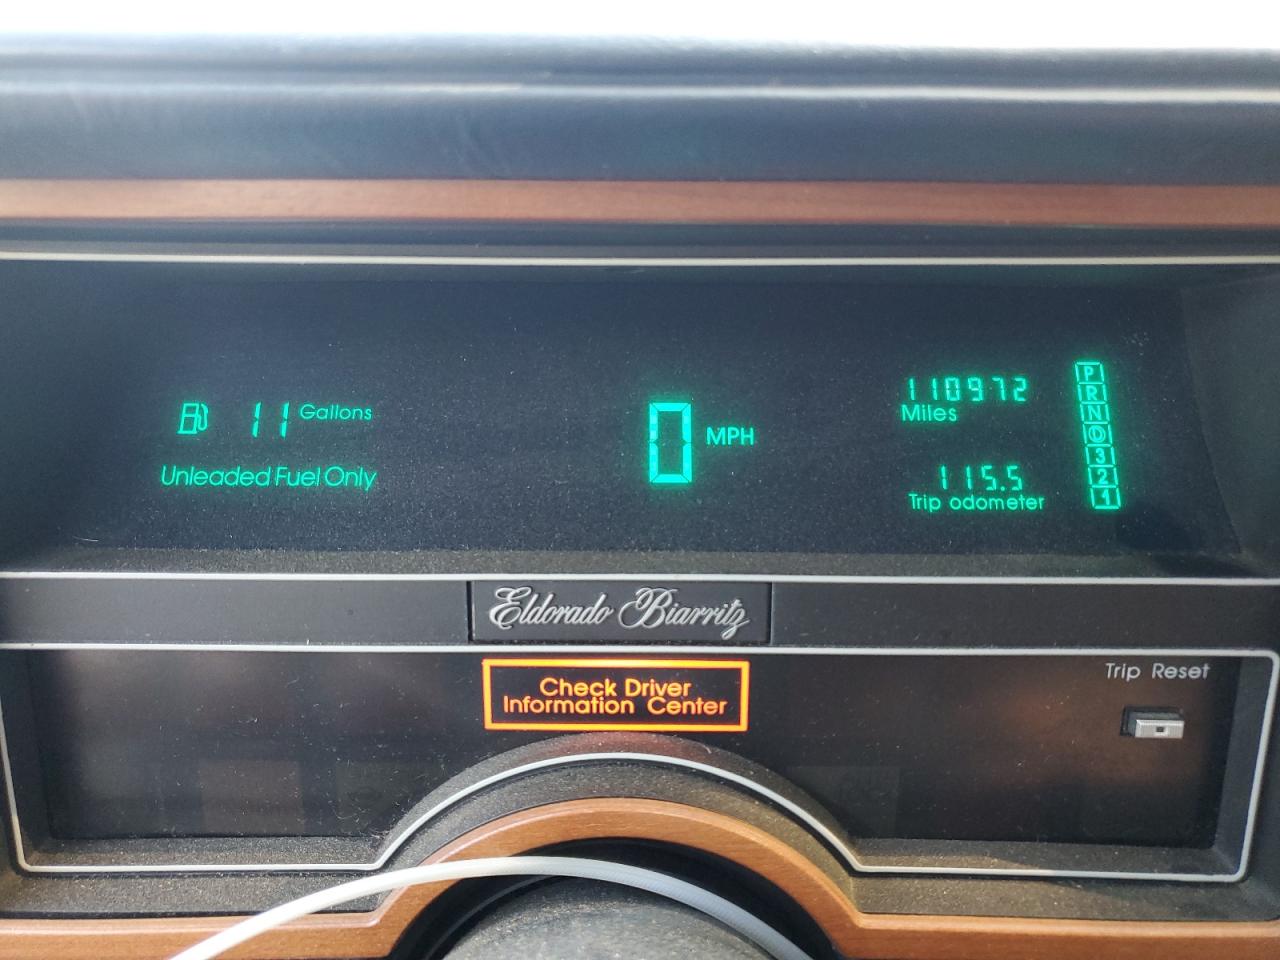 11 Gallons
Unleaded Fuel Only
0 MPH
110972
Miles
115.5
Trip odometer
P
R
N
D
3
2
1
Eldorado Biarritz
Check Driver
Information Center
Trip Reset